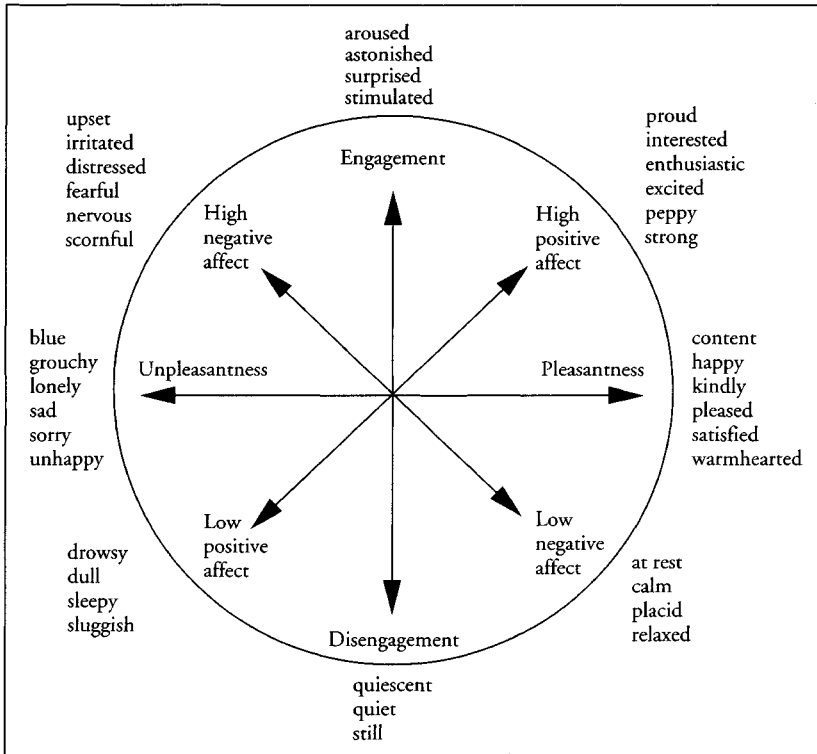 aroused
astonished
surprised
stimulated
upset
irritated
distressed
fearful
nervous
scornful
proud
interested
enthusiastic
excited
peppy
strong
Engagement
High
negative
affect
High
positive
affect
blue
grouchy
lonely
sad
sorry
unhappy
Unpleasantness
Pleasantness
content
happy
kindly
pleased
satisfied
warmhearted
Low
positive
affect
Low
negative
affect
drowsy
dull
sleepy
sluggish
at rest
calm
placid
relaxed
Disengagement
quiescent
quiet
still